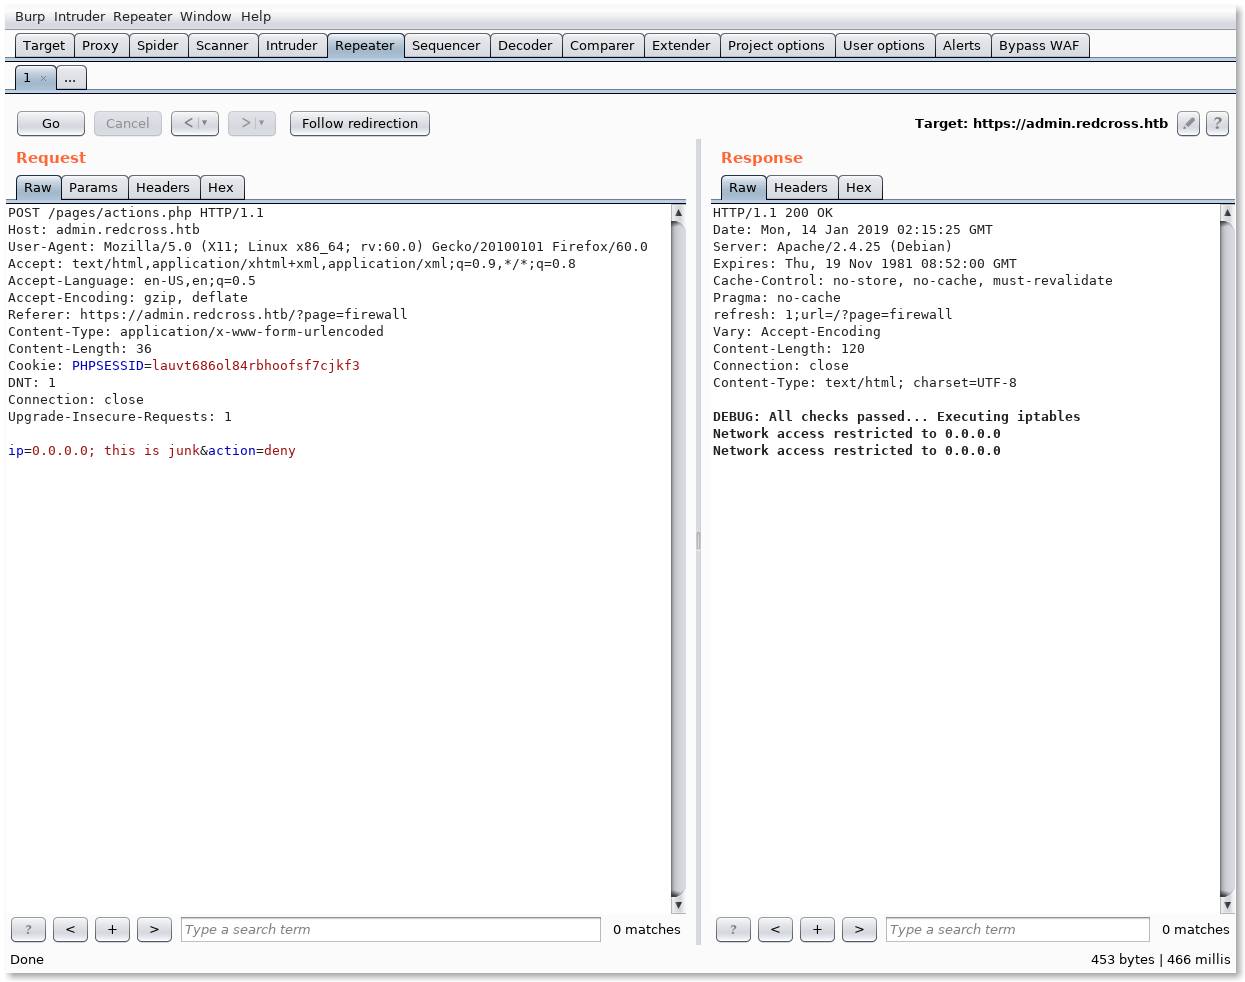 Burp Intruder Repeater Window Help
Target Proxy Spider Scanner Intruder Repeater Sequencer Decoder Comparer Extender Project options User options Alerts Bypass WAF
1 × ...
Go Cancel < ▼ > ▼ Follow redirection Target: https://admin.redcross.htb ?
Request
Raw Params Headers Hex
POST /pages/actions.php HTTP/1.1
Host: admin.redcross.htb
User-Agent: Mozilla/5.0 (X11; Linux x86_64; rv:60.0) Gecko/20100101 Firefox/60.0
Accept: text/html,application/xhtml+xml,application/xml;q=0.9,*/*;q=0.8
Accept-Language: en-US,en;q=0.5
Accept-Encoding: gzip, deflate
Referer: https://admin.redcross.htb/?page=firewall
Content-Type: application/x-www-form-urlencoded
Content-Length: 36
Cookie: PHPSESSID=lauvt686ol84rbhoofsf7cjkf3
DNT: 1
Connection: close
Upgrade-Insecure-Requests: 1
ip=0.0.0.0; this is junk&action=deny
? < + > Type a search term 0 matches
Response
Raw Headers Hex
HTTP/1.1 200 OK
Date: Mon, 14 Jan 2019 02:15:25 GMT
Server: Apache/2.4.25 (Debian)
Expires: Thu, 19 Nov 1981 08:52:00 GMT
Cache-Control: no-store, no-cache, must-revalidate
Pragma: no-cache
refresh: 1;url=/?page=firewall
Vary: Accept-Encoding
Content-Length: 120
Connection: close
Content-Type: text/html; charset=UTF-8
DEBUG: All checks passed... Executing iptables
Network access restricted to 0.0.0.0
Network access restricted to 0.0.0.0
? < + > Type a search term 0 matches
Done 453 bytes | 466 millis